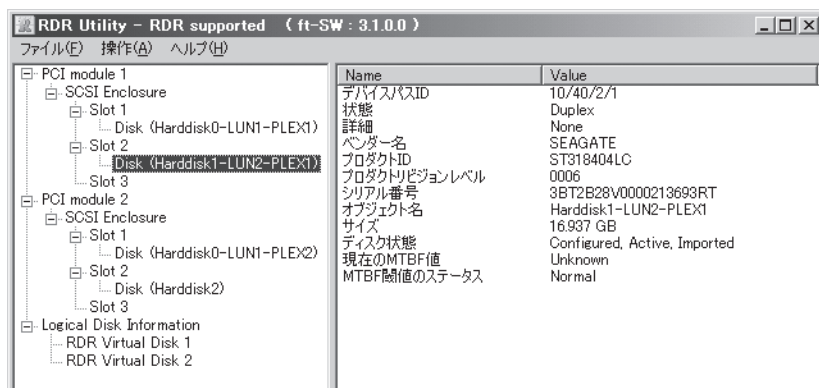 RDR Utility - RDR supported ( ft-SW : 3.1.0.0 )
ファイル(F) 操作(A) ヘルプ(H)
PCI module 1
SCSI Enclosure
Slot 1
Disk (Harddisk0-LUN1-PLEX1)
Slot 2
Disk (Harddisk1-LUN2-PLEX1)
Slot 3
PCI module 2
SCSI Enclosure
Slot 1
Disk (Harddisk0-LUN1-PLEX2)
Slot 2
Disk (Harddisk2)
Slot 3
Logical Disk Information
RDR Virtual Disk 1
RDR Virtual Disk 2
Name Value
デバイスパスID 10/40/2/1
状態 Duplex
詳細 None
ベンダー名 SEAGATE
プロダクトID ST318404LC
プロダクトリビジョンレベル 0006
シリアル番号 3BT2B28V0000213693RT
オブジェクト名 Harddisk1-LUN2-PLEX1
サイズ 16.937 GB
ディスク状態 Configured, Active, Imported
現在のMTBF値 Unknown
MTBF閾値のステータス Normal